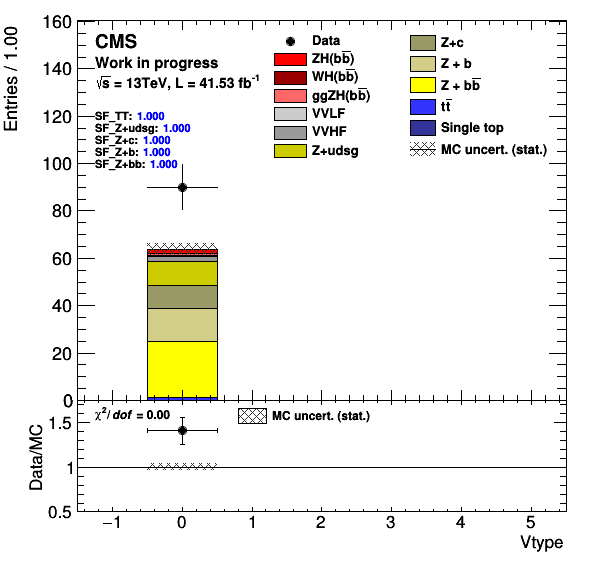 CMS
Work in progress
√s = 13TeV, L = 41.53 fb⁻¹
SF_TT: 1.000
SF_Z+udsg: 1.000
SF_Z+c: 1.000
SF_Z+b: 1.000
SF_Z+bb: 1.000
Data
ZH(bb̅)
WH(bb̅)
ggZH(bb̅)
VVLF
VVHF
Z+udsg
Z+c
Z + b
Z + bb̅
tt̅
Single top
MC uncert. (stat.)
Entries / 1.00
160
140
120
100
80
60
40
20
0
χ²/dof = 0.00
MC uncert. (stat.)
Data/MC
1.5
1
0.5
−1 0 1 2 3 4 5
Vtype